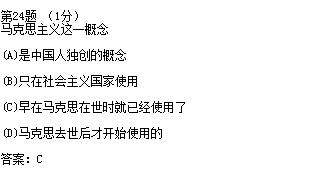 第24题 (1分)
马克思主义这一概念
(A)是中国人独创的概念
(B)只在社会主义国家使用
(C)早在马克思在世时就已经使用了
(D)马克思去世后才开始使用的
答案：C